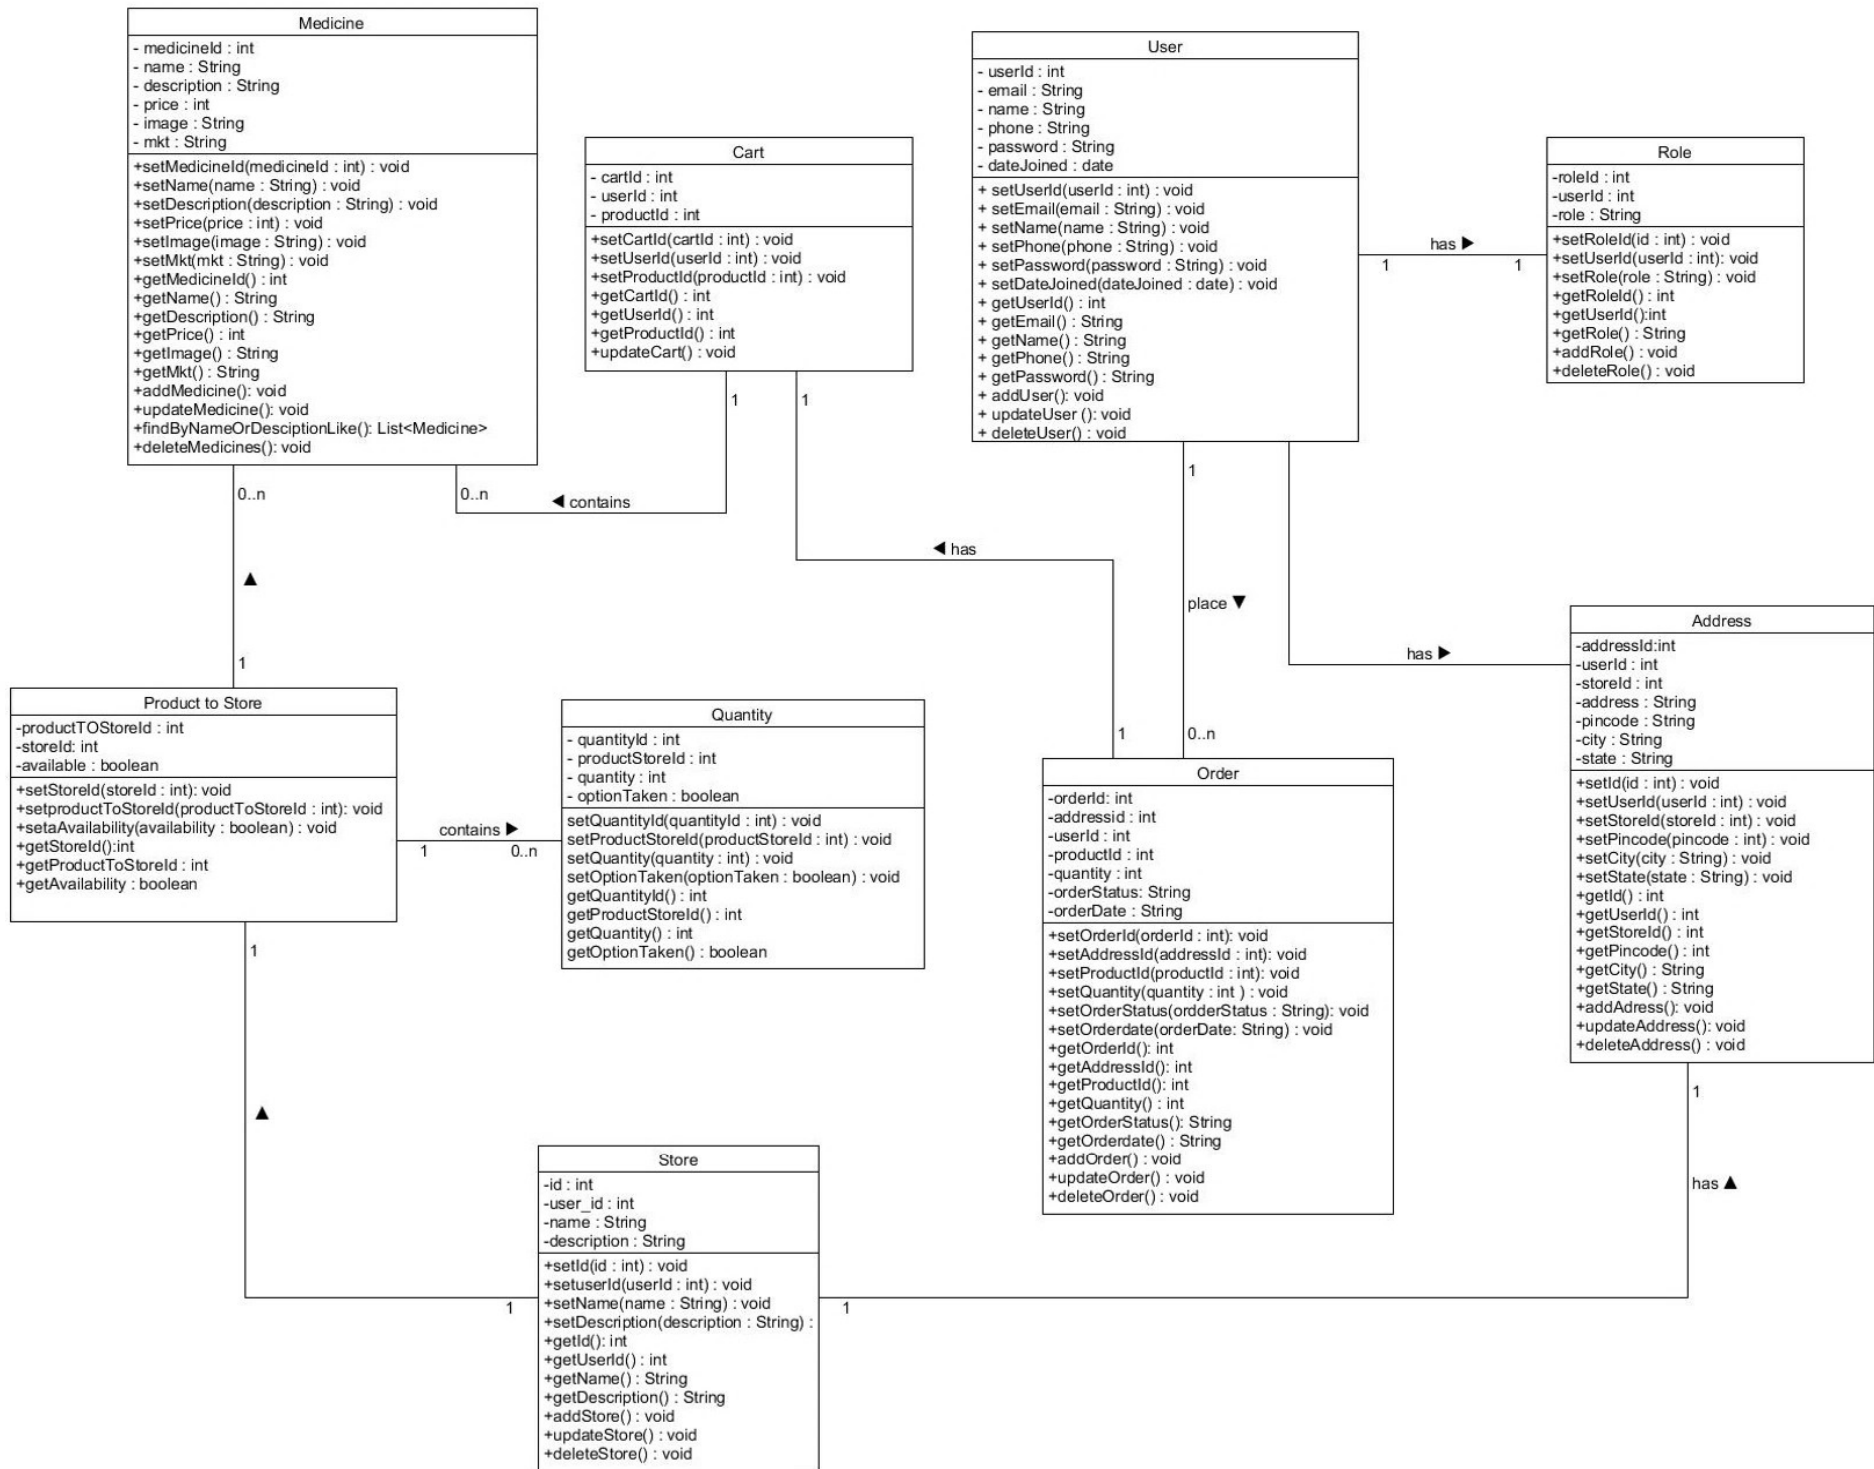 Medicine
- medicineId : int
- name : String
- description : String
- price : int
- image : String
- mkt : String
+setMedicineId(medicineId : int) : void
+setName(name : String) : void
+setDescription(description : String) : void
+setPrice(price : int) : void
+setImage(image : String) : void
+setMkt(mkt : String) : void
+getMedicineId() : int
+getName() : String
+getDescription() : String
+getPrice() : int
+getImage() : String
+getMkt() : String
+addMedicine(): void
+updateMedicine(): void
+findByNameOrDesciptionLike(): List<Medicine>
+deleteMedicines(): void
Cart
- cartId : int
- userId : int
- productId : int
+setCartId(cartId : int) : void
+setUserId(userId : int) : void
+setProductId(productId : int) : void
+getCartId() : int
+getUserId() : int
+getProductId() : int
+updateCart() : void
User
- userId : int
- email : String
- name : String
- phone : String
- password : String
- dateJoined : date
+ setUserId(userId : int) : void
+ setEmail(email : String) : void
+ setName(name : String) : void
+ setPhone(phone : String) : void
+ setPassword(password : String) : void
+ setDateJoined(dateJoined : date) : void
+ getUserId() : int
+ getEmail() : String
+ getName() : String
+ getPhone() : String
+ getPassword() : String
+ addUser(): void
+ updateUser (): void
+ deleteUser() : void
has ▶
1
1
Role
-roleId : int
-userId : int
-role : String
+setRoleId(id : int) : void
+setUserId(userId : int): void
+setRole(role : String) : void
+getRoleId() : int
+getUserId():int
+getRole() : String
+addRole() : void
+deleteRole() : void
0..n
0..n
◀ contains
1
1
◀ has
1
place ▼
has ▶
▲
1
1
0..n
Product to Store
-productTOStoreId : int
-storeId: int
-available : boolean
+setStoreId(storeId : int): void
+setproductToStoreId(productToStoreId : int): void
+setaAvailability(availability : boolean) : void
+getStoreId():int
+getProductToStoreId : int
+getAvailability : boolean
contains ▶
1
0..n
Quantity
- quantityId : int
- productStoreId : int
- quantity : int
- optionTaken : boolean
setQuantityId(quantityId : int) : void
setProductStoreId(productStoreId : int) : void
setQuantity(quantity : int) : void
setOptionTaken(optionTaken : boolean) : void
getQuantityId() : int
getProductStoreId() : int
getQuantity() : int
getOptionTaken() : boolean
Order
-orderId: int
-addressid : int
-userId : int
-productId : int
-quantity : int
-orderStatus: String
-orderDate : String
+setOrderId(orderId : int): void
+setAddressId(addressId : int): void
+setProductId(productId : int): void
+setQuantity(quantity : int ) : void
+setOrderStatus(ordderStatus : String): void
+setOrderdate(orderDate: String) : void
+getOrderId(): int
+getAddressId(): int
+getProductId(): int
+getQuantity() : int
+getOrderStatus(): String
+getOrderdate() : String
+addOrder() : void
+updateOrder() : void
+deleteOrder() : void
Address
-addressId:int
-userId : int
-storeId : int
-address : String
-pincode : String
-city : String
-state : String
+setId(id : int) : void
+setUserId(userId : int) : void
+setStoreId(storeId : int) : void
+setPincode(pincode : int) : void
+setCity(city : String) : void
+setState(state : String) : void
+getId() : int
+getUserId() : int
+getStoreId() : int
+getPincode() : int
+getCity() : String
+getState() : String
+addAdress(): void
+updateAddress(): void
+deleteAddress() : void
1
▲
1
has ▲
Store
-id : int
-user_id : int
-name : String
-description : String
+setId(id : int) : void
+setuserId(userId : int) : void
+setName(name : String) : void
+setDescription(description : String) :
+getId(): int
+getUserId() : int
+getName() : String
+getDescription() : String
+addStore() : void
+updateStore() : void
+deleteStore() : void
1
1